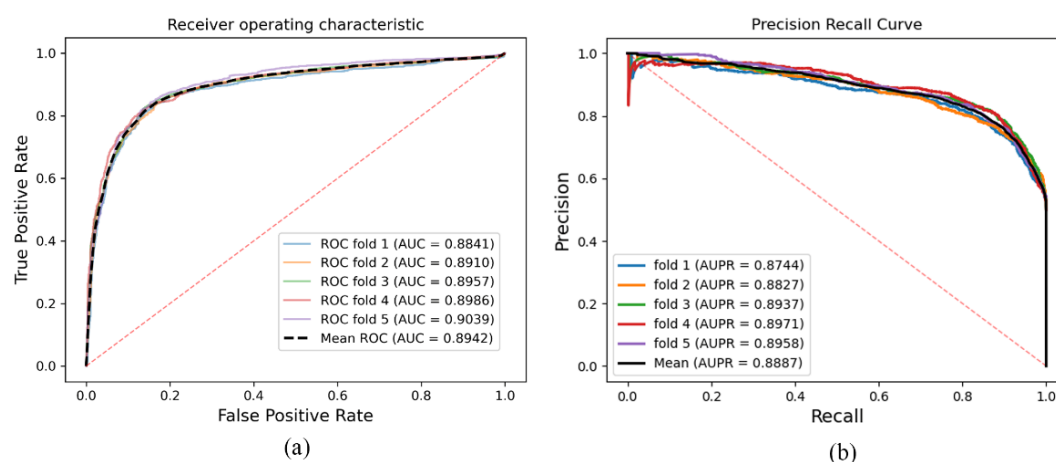 Receiver operating characteristic
1.0
0.8
0.6
0.4
0.2
0.0
True Positive Rate
ROC fold 1 (AUC = 0.8841)
ROC fold 2 (AUC = 0.8910)
ROC fold 3 (AUC = 0.8957)
ROC fold 4 (AUC = 0.8986)
ROC fold 5 (AUC = 0.9039)
Mean ROC (AUC = 0.8942)
0.0 0.2 0.4 0.6 0.8 1.0
False Positive Rate
(a)
Precision Recall Curve
1.0
0.8
0.6
0.4
0.2
0.0
Precision
fold 1 (AUPR = 0.8744)
fold 2 (AUPR = 0.8827)
fold 3 (AUPR = 0.8937)
fold 4 (AUPR = 0.8971)
fold 5 (AUPR = 0.8958)
Mean (AUPR = 0.8887)
0.0 0.2 0.4 0.6 0.8 1.0
Recall
(b)